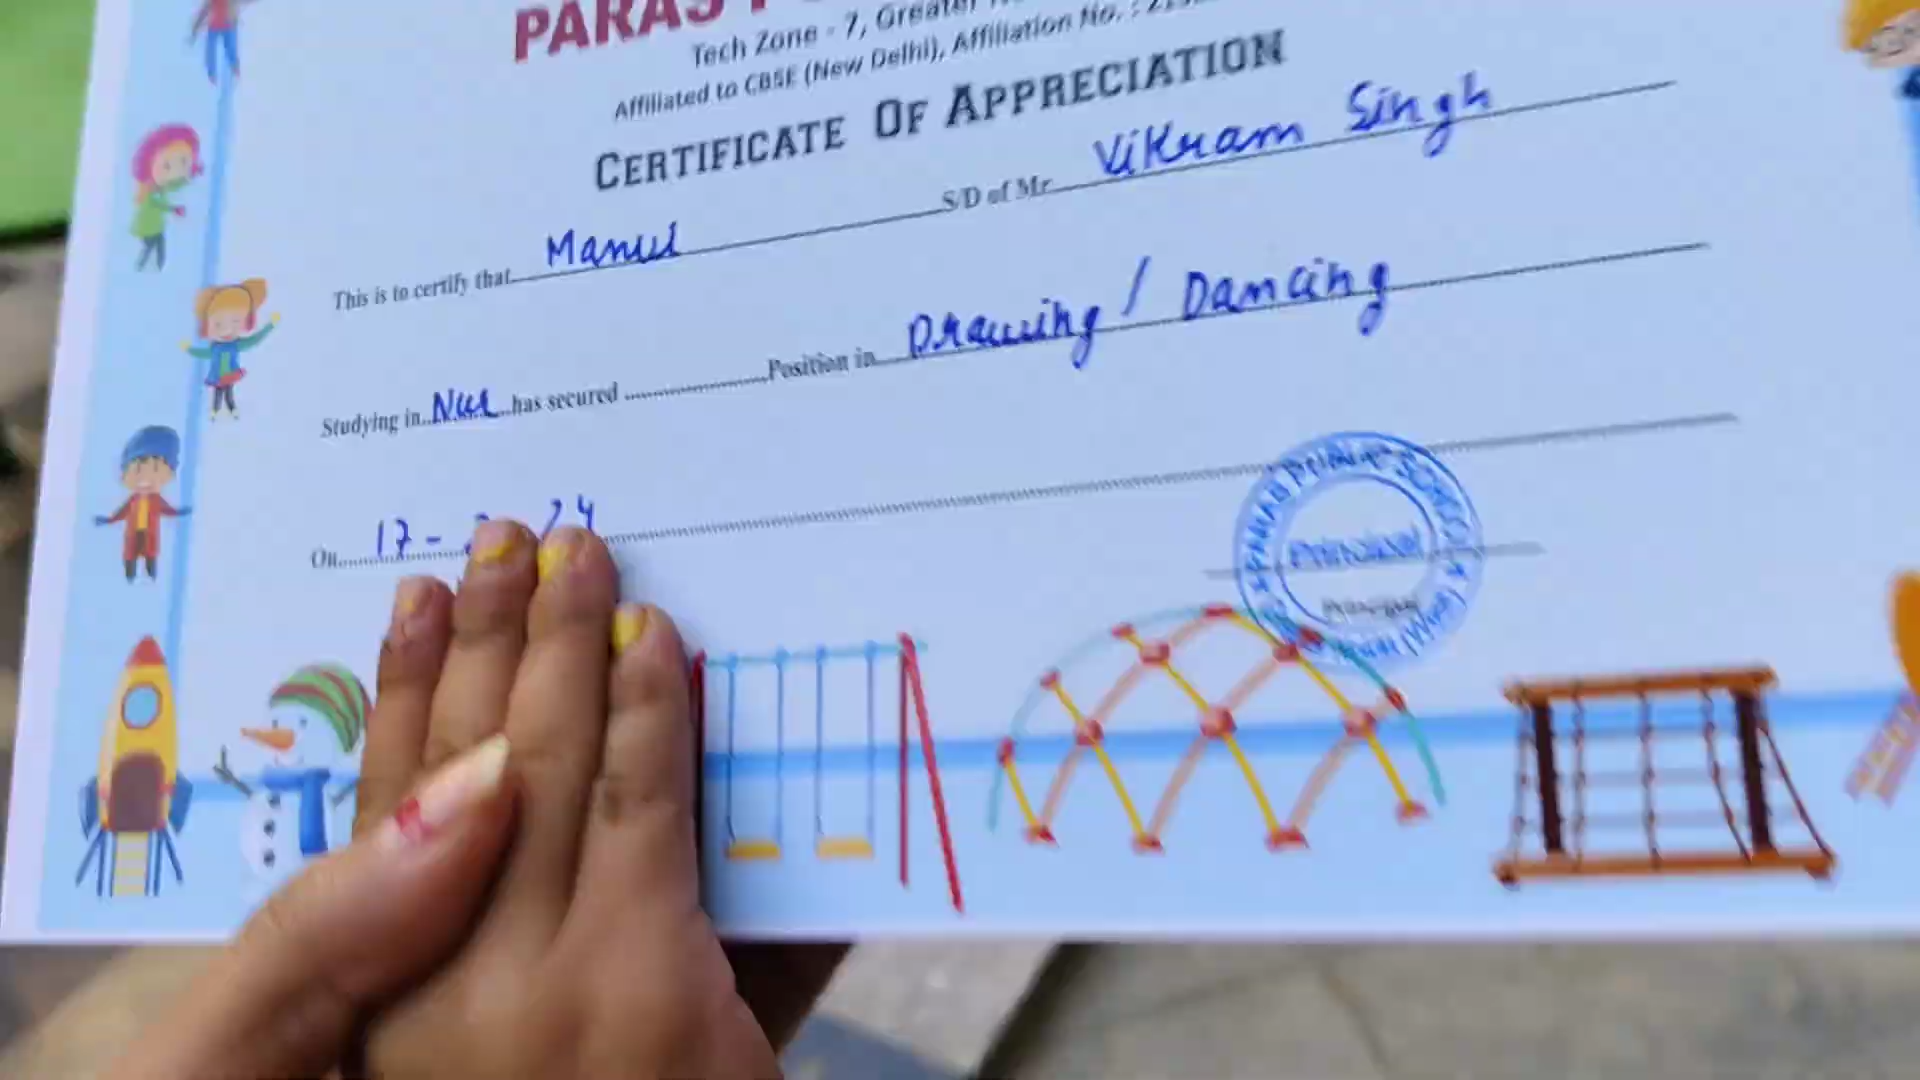 PARAS
Tech Zone - 7, Greater
Affiliated to CBSE (New Delhi), Affiliation No. :
CERTIFICATE OF APPRECIATION
This is to certify that Manul S/D of Mr. Vikram Singh
Studying in Nur has secured Position in Drawing / Dancing
On 17 -
Principal
Principal